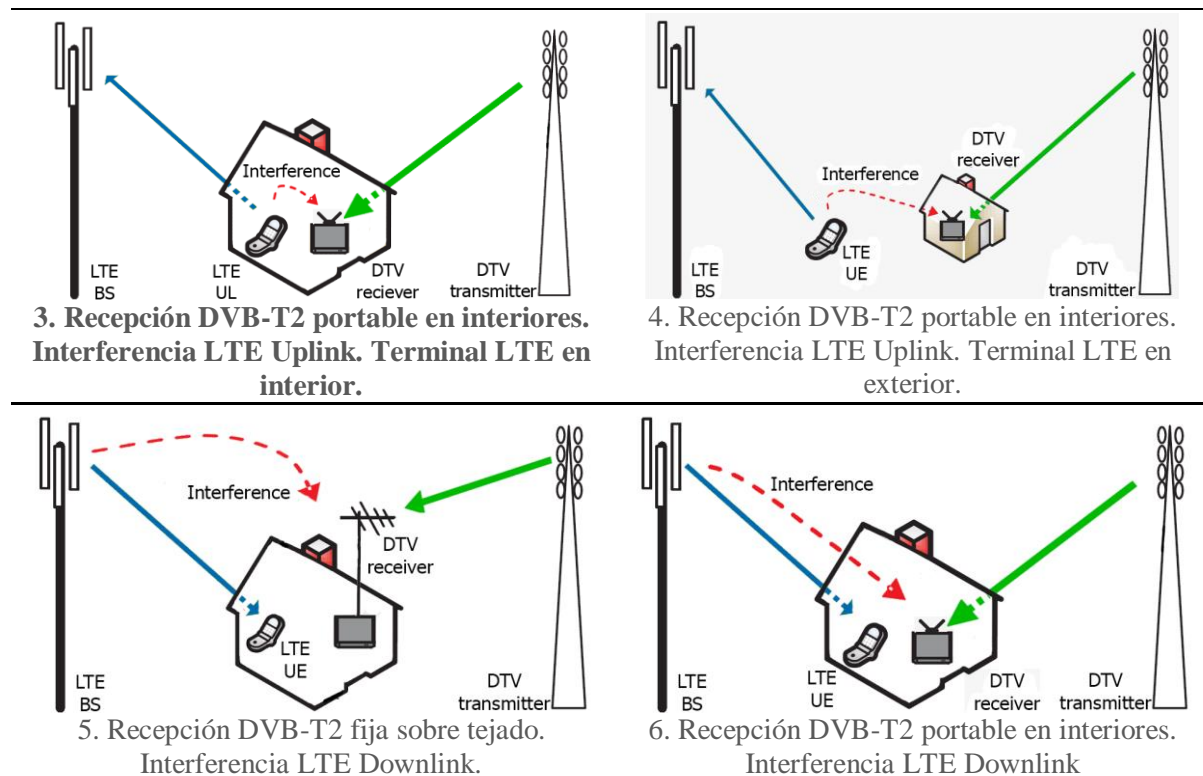 Interference
LTE
BS
LTE
UL
DTV
reciever
DTV
transmitter
3. Recepción DVB-T2 portable en interiores.
Interferencia LTE Uplink. Terminal LTE en
interior.
DTV
receiver
Interference
LTE
UE
LTE
BS
DTV
transmitter
4. Recepción DVB-T2 portable en interiores.
Interferencia LTE Uplink. Terminal LTE en
exterior.
Interference
DTV
receiver
LTE
UE
LTE
BS
DTV
transmitter
5. Recepción DVB-T2 fija sobre tejado.
Interferencia LTE Downlink.
Interference
LTE
BS
LTE
UE
DTV
receiver
DTV
transmitter
6. Recepción DVB-T2 portable en interiores.
Interferencia LTE Downlink